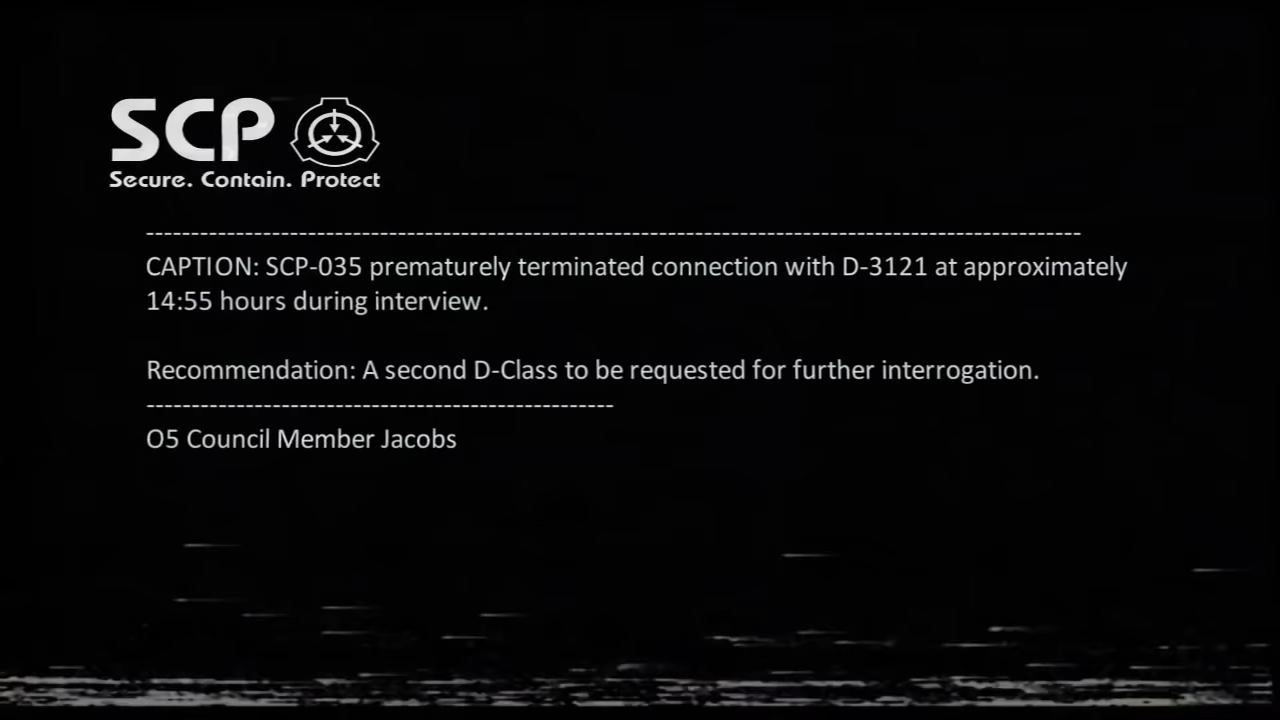 SCP
Secure. Contain. Protect
--------------------------------------------------------------------------------------------------------
CAPTION: SCP-035 prematurely terminated connection with D-3121 at approximately
14:55 hours during interview.
Recommendation: A second D-Class to be requested for further interrogation.
----------------------------------------------------
O5 Council Member Jacobs